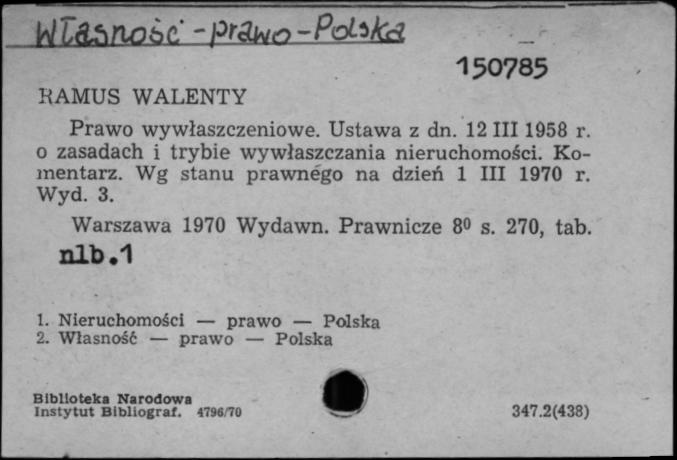 Własność - prawo - Polska
150785
RAMUS WALENTY
Prawo wywłaszczeniowe. Ustawa z dn. 12 III 1958 r.
o zasadach i trybie wywłaszczania nieruchomości. Ko-
mentarz. Wg stanu prawnego na dzień 1 III 1970 r.
Wyd. 3.
Warszawa 1970 Wydawn. Prawnicze 8⁰ s. 270, tab.
nlb.1
1. Nieruchomości — prawo — Polska
2. Własność — prawo — Polska
Biblioteka Narodowa
Instytut Bibliograf. 4796/70
347.2(438)